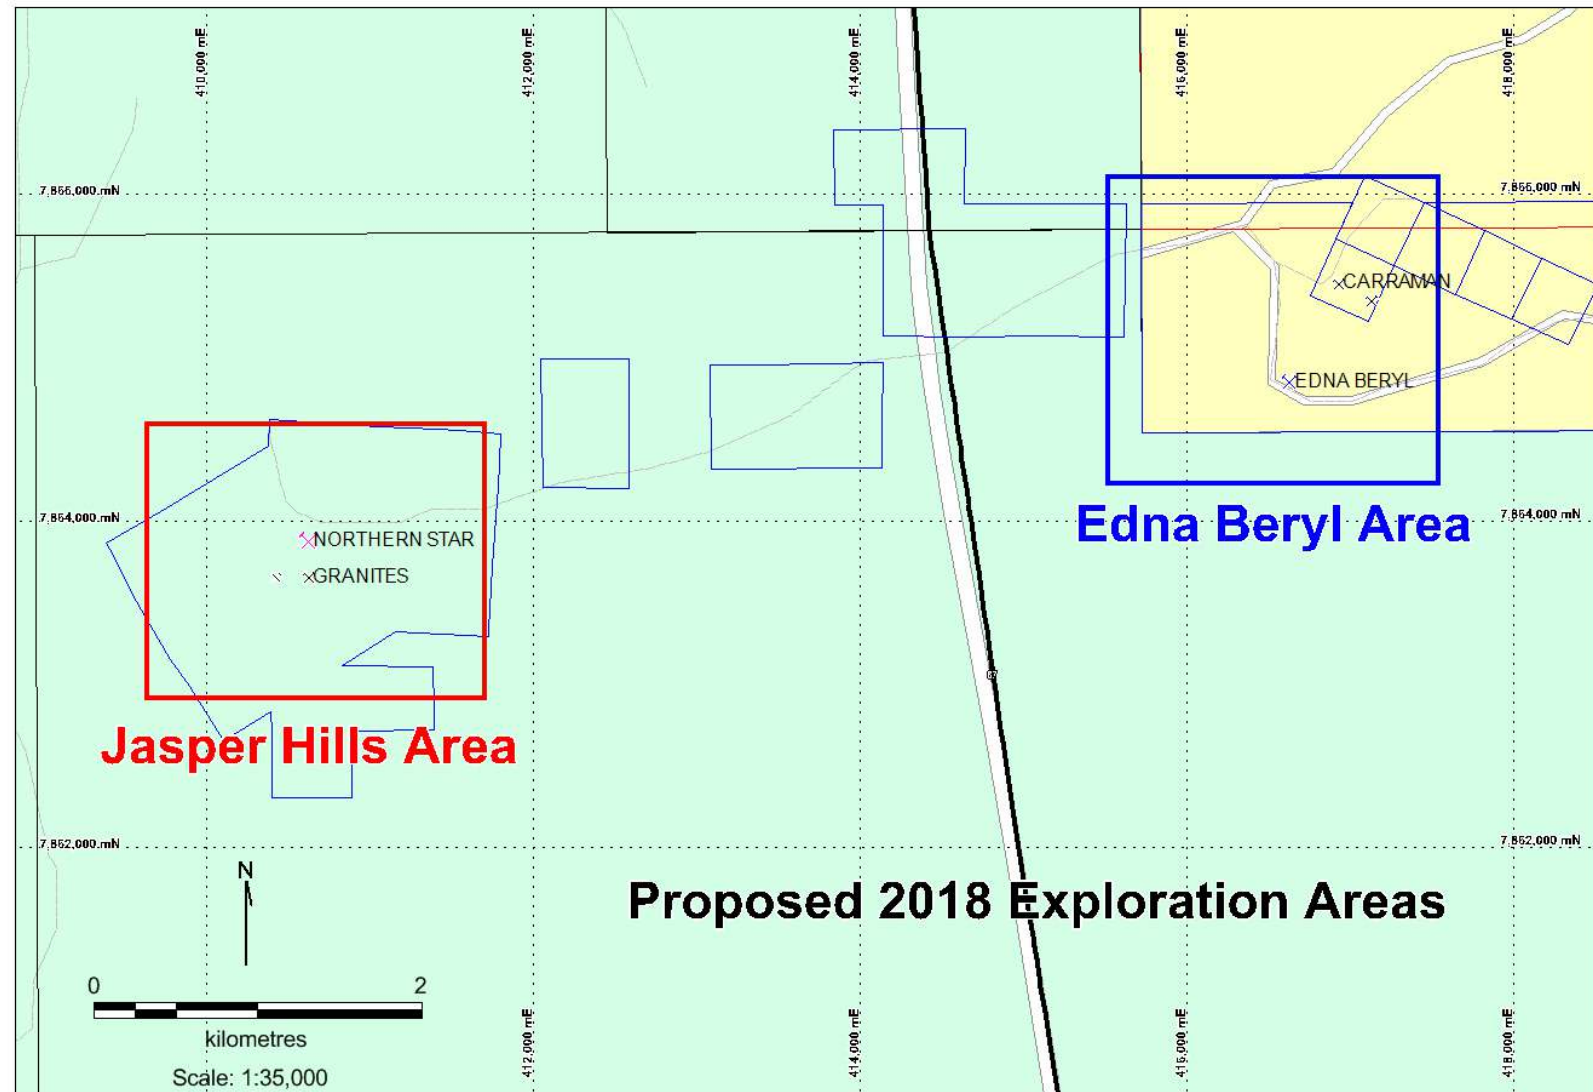 410,000 mE
412,000 mE
414,000 mE
416,000 mE
418,000 mE
7,866,000 mN
7,866,000 mN
CARRAMAN
EDNA BERYL
7,864,000 mN
7,864,000 mN
Edna Beryl Area
NORTHERN STAR
GRANITES
Jasper Hills Area
7,862,000 mN
7,862,000 mN
N
Proposed 2018 Exploration Areas
0 2
kilometres
Scale: 1:35,000
410,000 mE
412,000 mE
414,000 mE
416,000 mE
418,000 mE